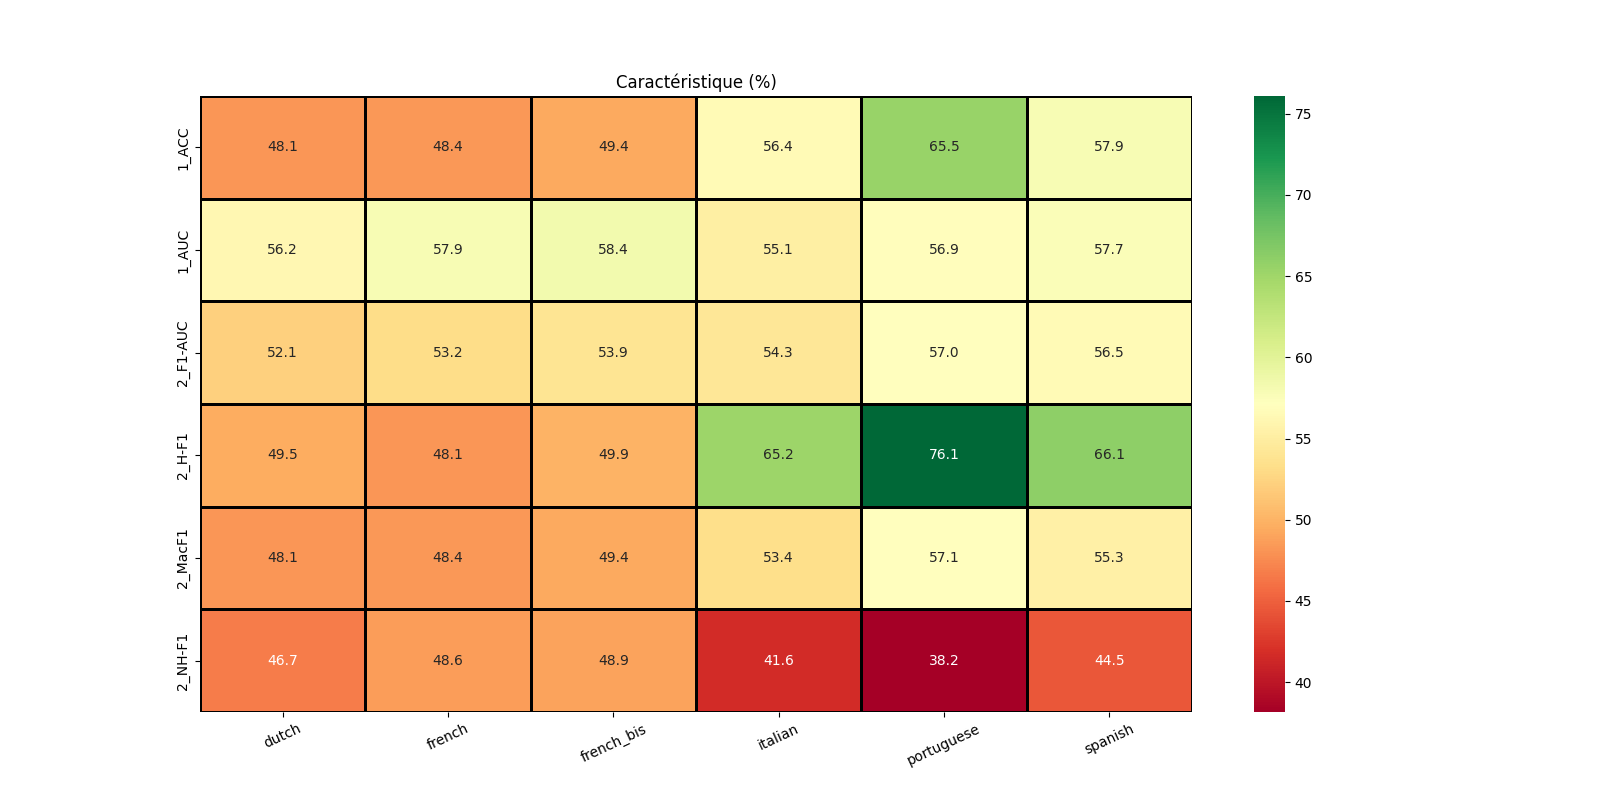 Caractéristique (%)
1_ACC 48.1 48.4 49.4 56.4 65.5 57.9
1_AUC 56.2 57.9 58.4 55.1 56.9 57.7
2_F1-AUC 52.1 53.2 53.9 54.3 57.0 56.5
2_H-F1 49.5 48.1 49.9 65.2 76.1 66.1
2_MacF1 48.1 48.4 49.4 53.4 57.1 55.3
2_NH-F1 46.7 48.6 48.9 41.6 38.2 44.5
dutch french french_bis italian portuguese spanish
75
70
65
60
55
50
45
40